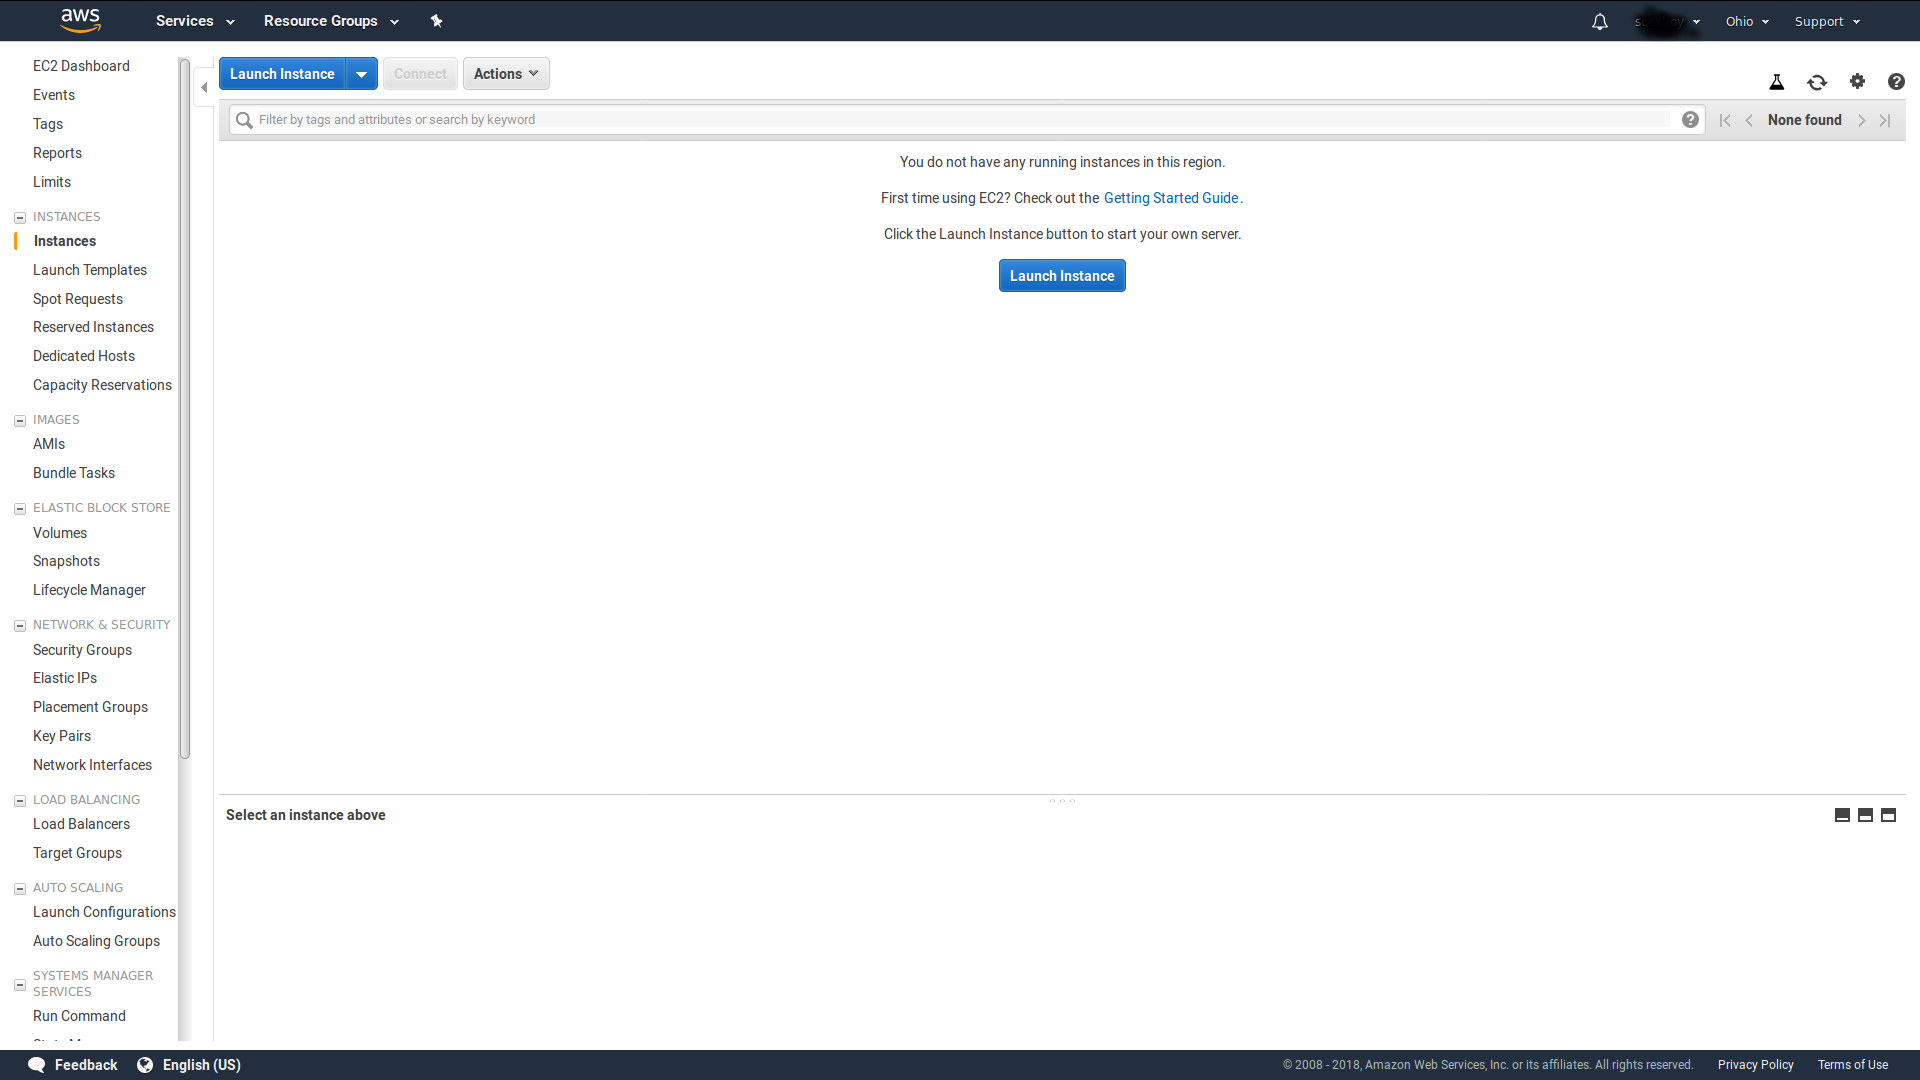 aws
Services
Resource Groups
Ohio
Support
EC2 Dashboard
Events
Tags
Reports
Limits
INSTANCES
Instances
Launch Templates
Spot Requests
Reserved Instances
Dedicated Hosts
Capacity Reservations
IMAGES
AMIs
Bundle Tasks
ELASTIC BLOCK STORE
Volumes
Snapshots
Lifecycle Manager
NETWORK & SECURITY
Security Groups
Elastic IPs
Placement Groups
Key Pairs
Network Interfaces
LOAD BALANCING
Load Balancers
Target Groups
AUTO SCALING
Launch Configurations
Auto Scaling Groups
SYSTEMS MANAGER
SERVICES
Run Command
Launch Instance
Connect
Actions
Filter by tags and attributes or search by keyword
None found
You do not have any running instances in this region.
First time using EC2? Check out the Getting Started Guide.
Click the Launch Instance button to start your own server.
Launch Instance
Select an instance above
Feedback
English (US)
© 2008 - 2018, Amazon Web Services, Inc. or its affiliates. All rights reserved.
Privacy Policy
Terms of Use